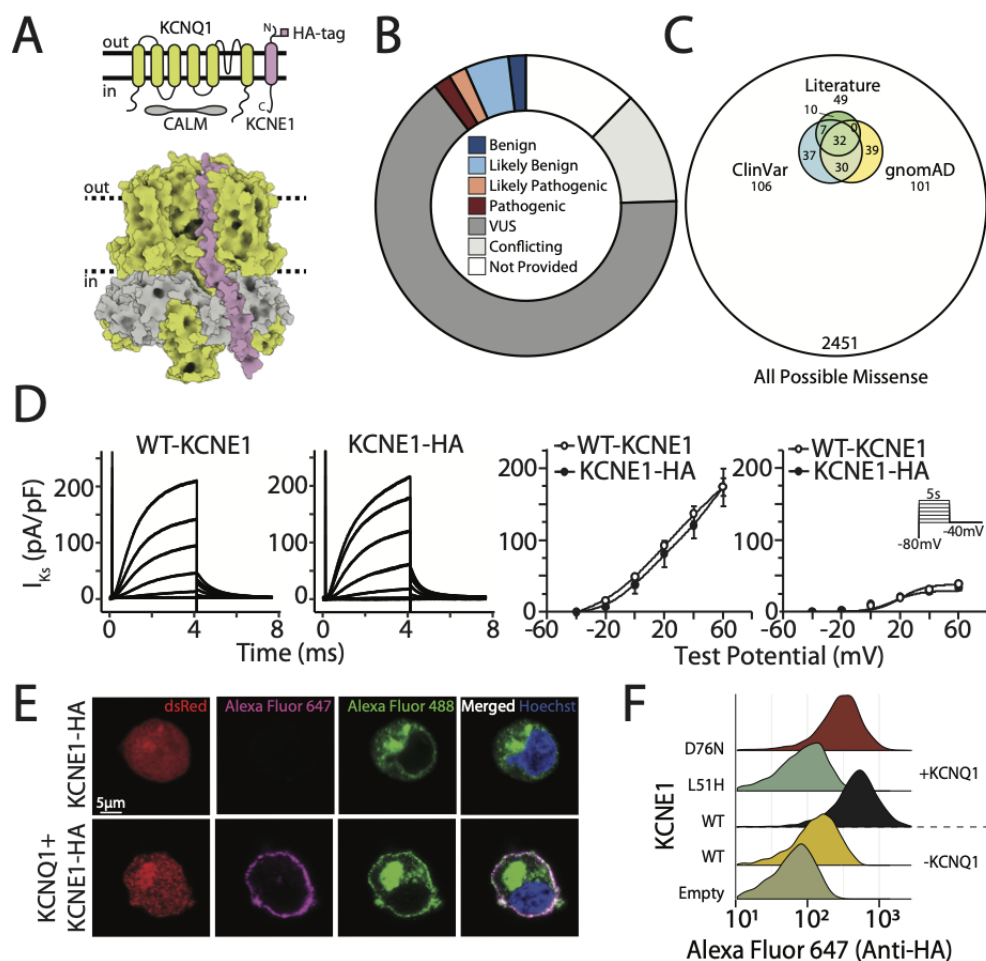 A
KCNQ1
N
HA-tag
out
in
C
CALM
KCNE1
out
in
B
Benign
Likely Benign
Likely Pathogenic
Pathogenic
VUS
Conflicting
Not Provided
C
Literature
49
10
7
0
32
37
39
30
ClinVar
106
gnomAD
101
2451
All Possible Missense
D
WT-KCNE1
KCNE1-HA
IKs (pA/pF)
200
100
0
0 4 8
0 4 8
Time (ms)
WT-KCNE1
KCNE1-HA
200
100
0
-60 -20 20 60
WT-KCNE1
KCNE1-HA
200
100
0
5s
-40mV
-80mV
-60 -20 20 60
Test Potential (mV)
E
KCNE1-HA
dsRed
Alexa Fluor 647
Alexa Fluor 488
Merged Hoechst
5µm
KCNQ1+
KCNE1-HA
F
KCNE1
D76N
L51H
WT
WT
Empty
+KCNQ1
-KCNQ1
10¹ 10² 10³
Alexa Fluor 647 (Anti-HA)